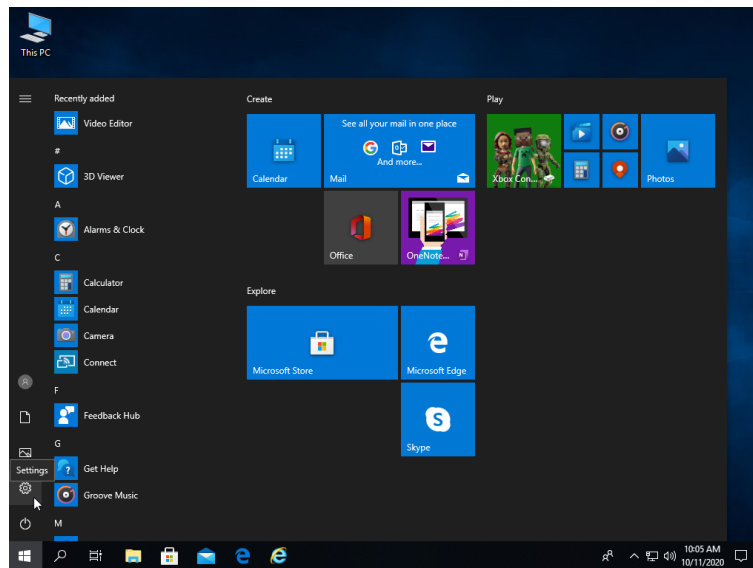 This PC
Recently added
Video Editor
#
3D Viewer
A
Alarms & Clock
C
Calculator
Calendar
Camera
Connect
F
Feedback Hub
G
Get Help
Groove Music
M
Settings
Create
Calendar
See all your mail in one place
And more...
Mail
Office
OneNote...
Explore
Microsoft Store
Microsoft Edge
Skype
Play
Xbox Con...
Photos
10:05 AM
10/11/2020